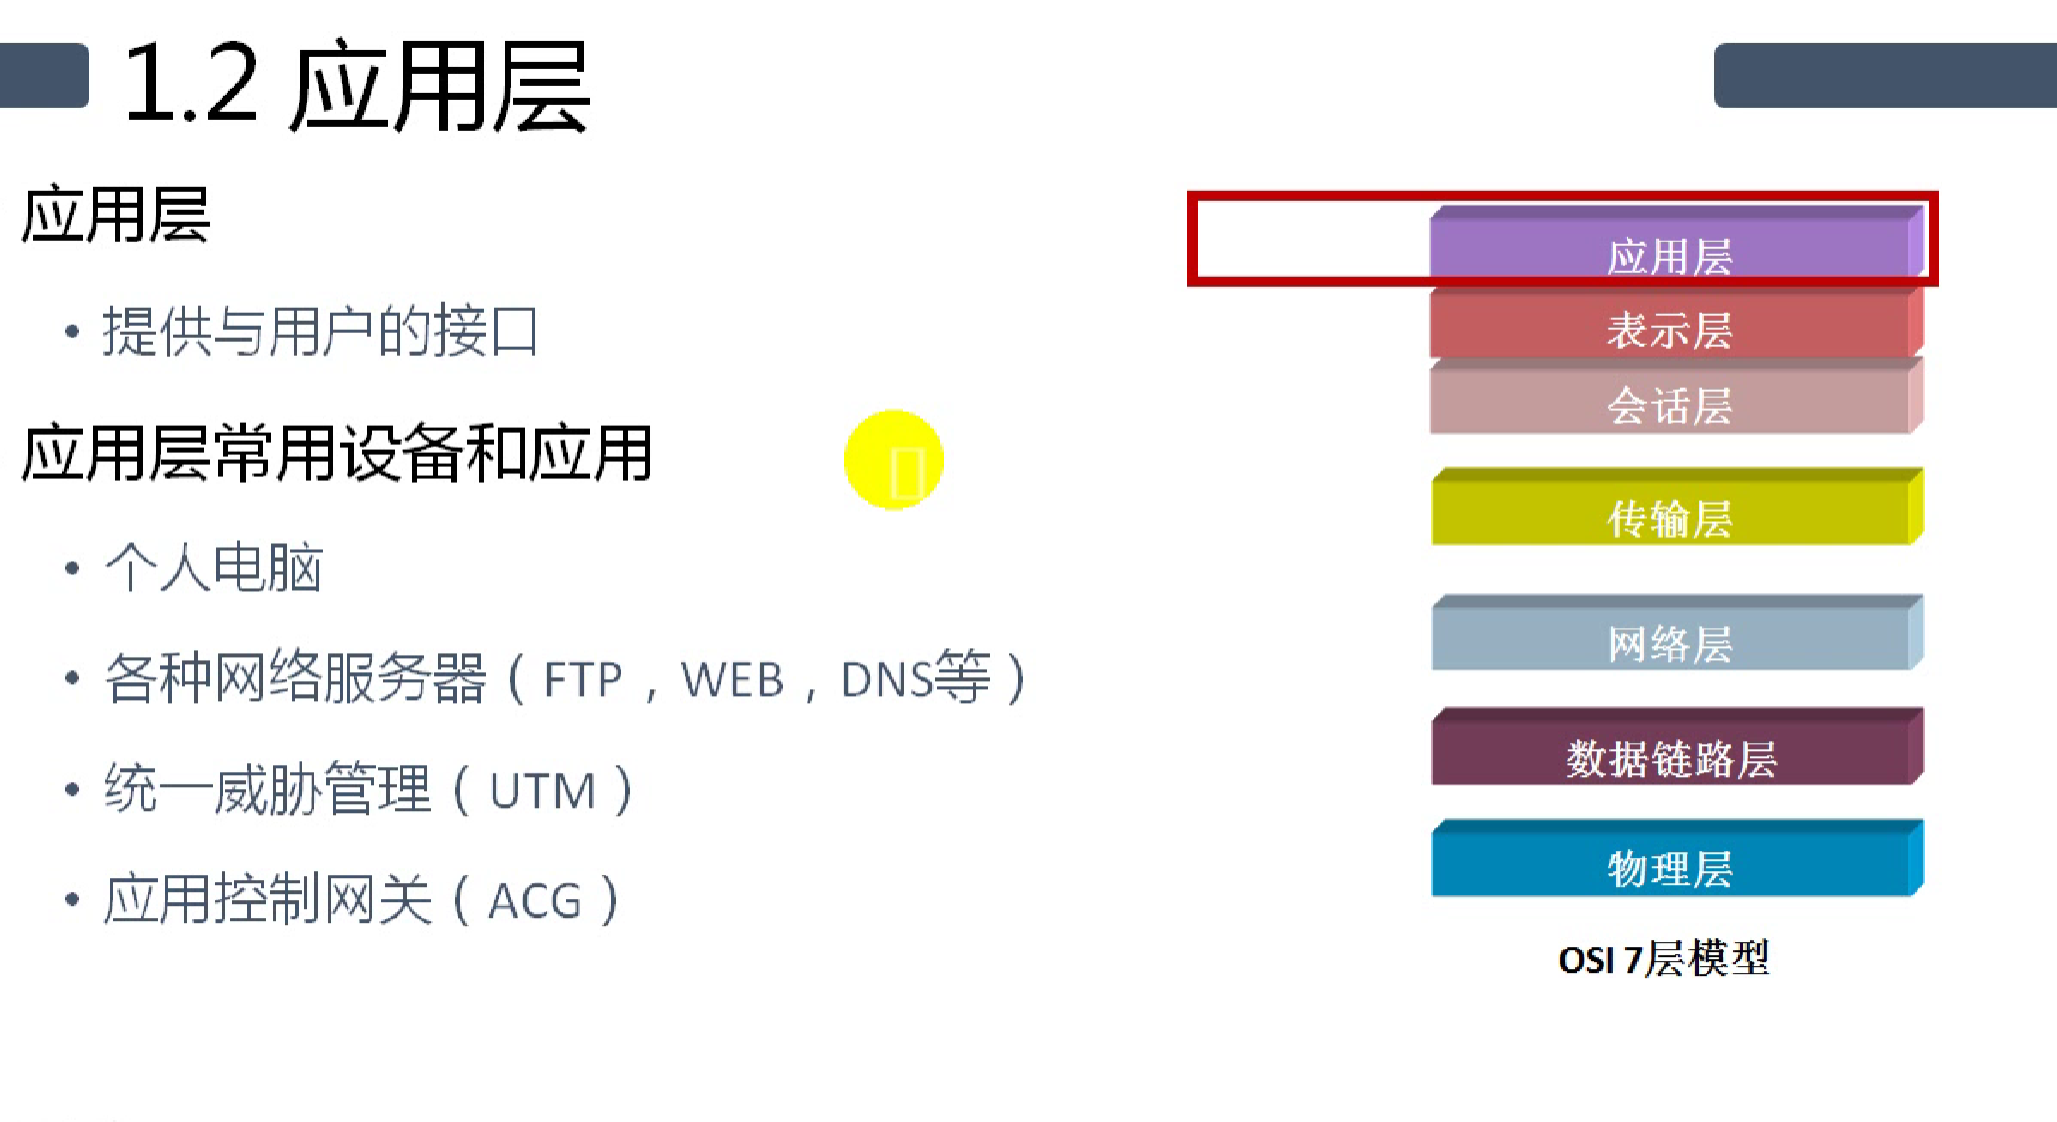 1.2 应用层
应用层
• 提供与用户的接口
应用层常用设备和应用
• 个人电脑
• 各种网络服务器（FTP，WEB，DNS等）
• 统一威胁管理（UTM）
• 应用控制网关（ACG）
应用层
表示层
会话层
传输层
网络层
数据链路层
物理层
OSI 7层模型